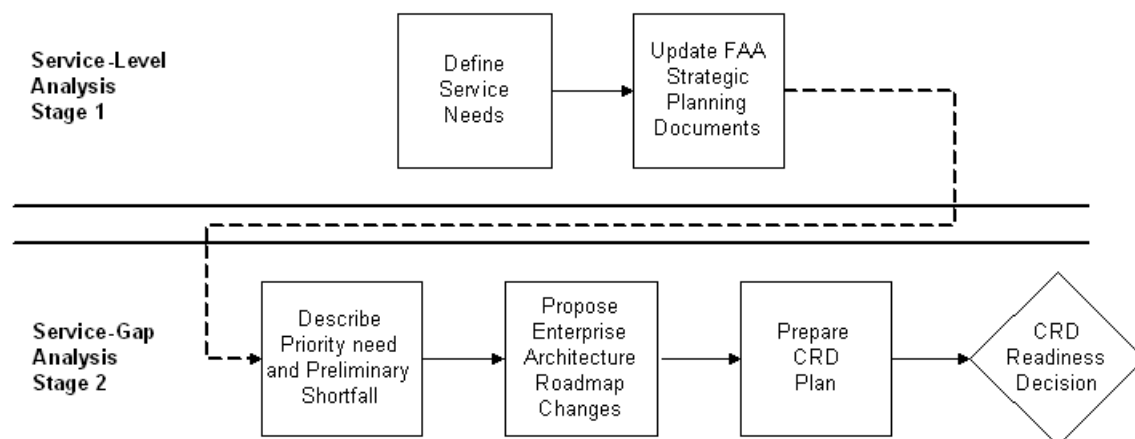 Service-Level
Analysis
Stage 1
Define
Service
Needs
Update FAA
Strategic
Planning
Documents
Service-Gap
Analysis
Stage 2
Describe
Priority need
and Preliminary
Shortfall
Propose
Enterprise
Architecture
Roadmap
Changes
Prepare
CRD
Plan
CRD
Readiness
Decision